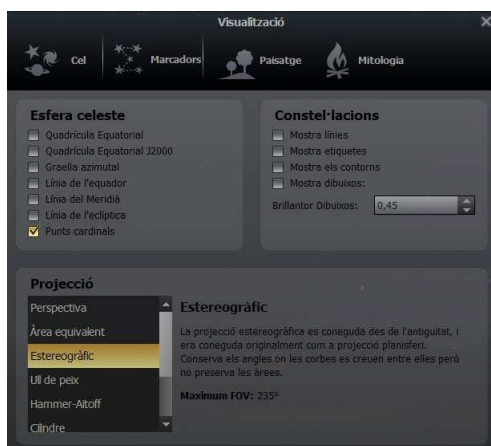 Visualització
Cel
Marcadors
Paisatge
Mitologia
Esfera celeste
Quadrícula Equatorial
Quadrícula Equatorial J2000
Graella azimutal
Línia de l'equador
Línia del Meridià
Línia de l'eclíptica
Punts cardinals
Constel·lacions
Mostra línies
Mostra etiquetes
Mostra els contorns
Mostra dibuixos:
Brillantor Dibuixos: 0,45
Projecció
Perspectiva
Àrea equivalent
Estereogràfic
Ull de peix
Hammer-Aitoff
Cilindre
Estereogràfic
La projecció estereogràfica es coneguda des de l'antiguitat, i
era coneguda originalment com a projecció planisferi.
Conserva els angles on les corbes es creuen entre elles però
no preserva les àrees.
Maximum FOV: 235°